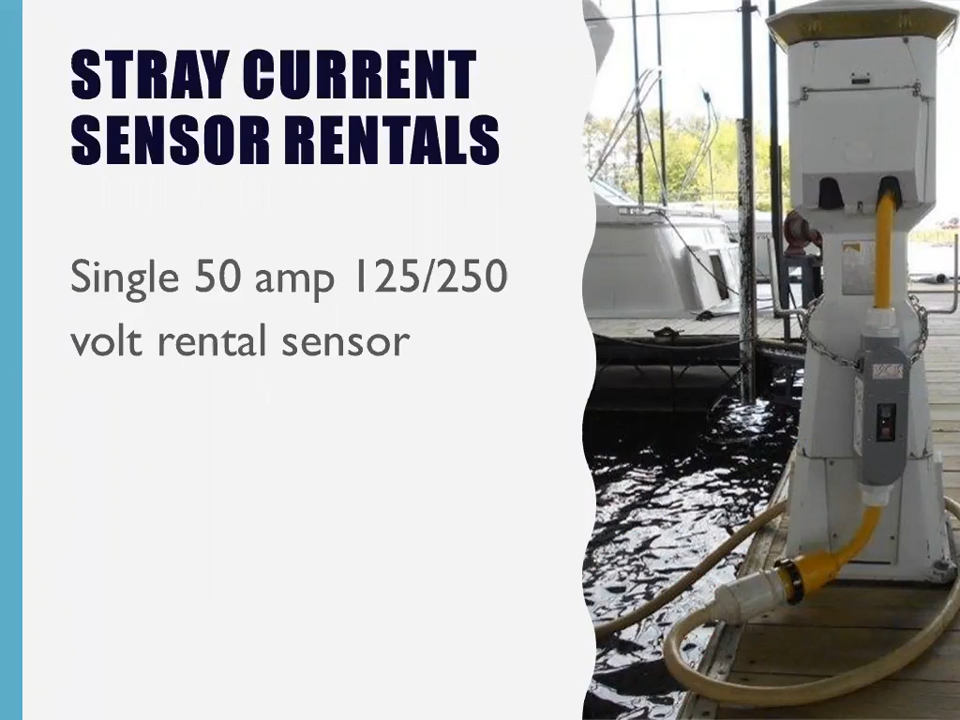 STRAY CURRENT
SENSOR RENTALS
Single 50 amp 125/250
volt rental sensor